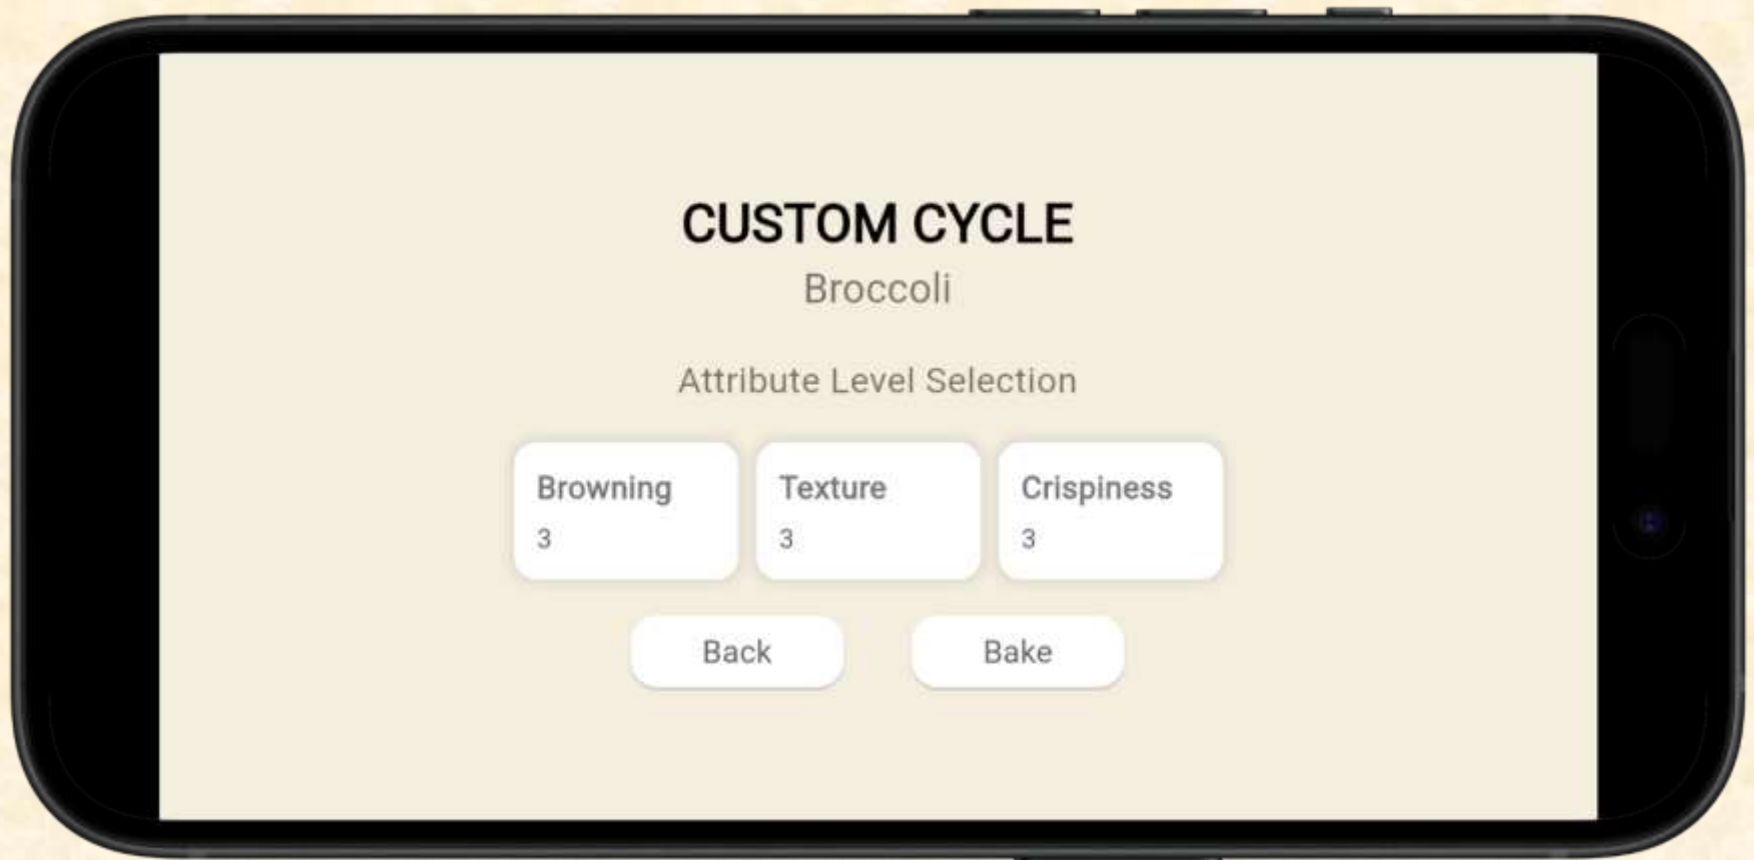 CUSTOM CYCLE
Broccoli
Attribute Level Selection
Browning
3
Texture
3
Crispiness
3
Back
Bake